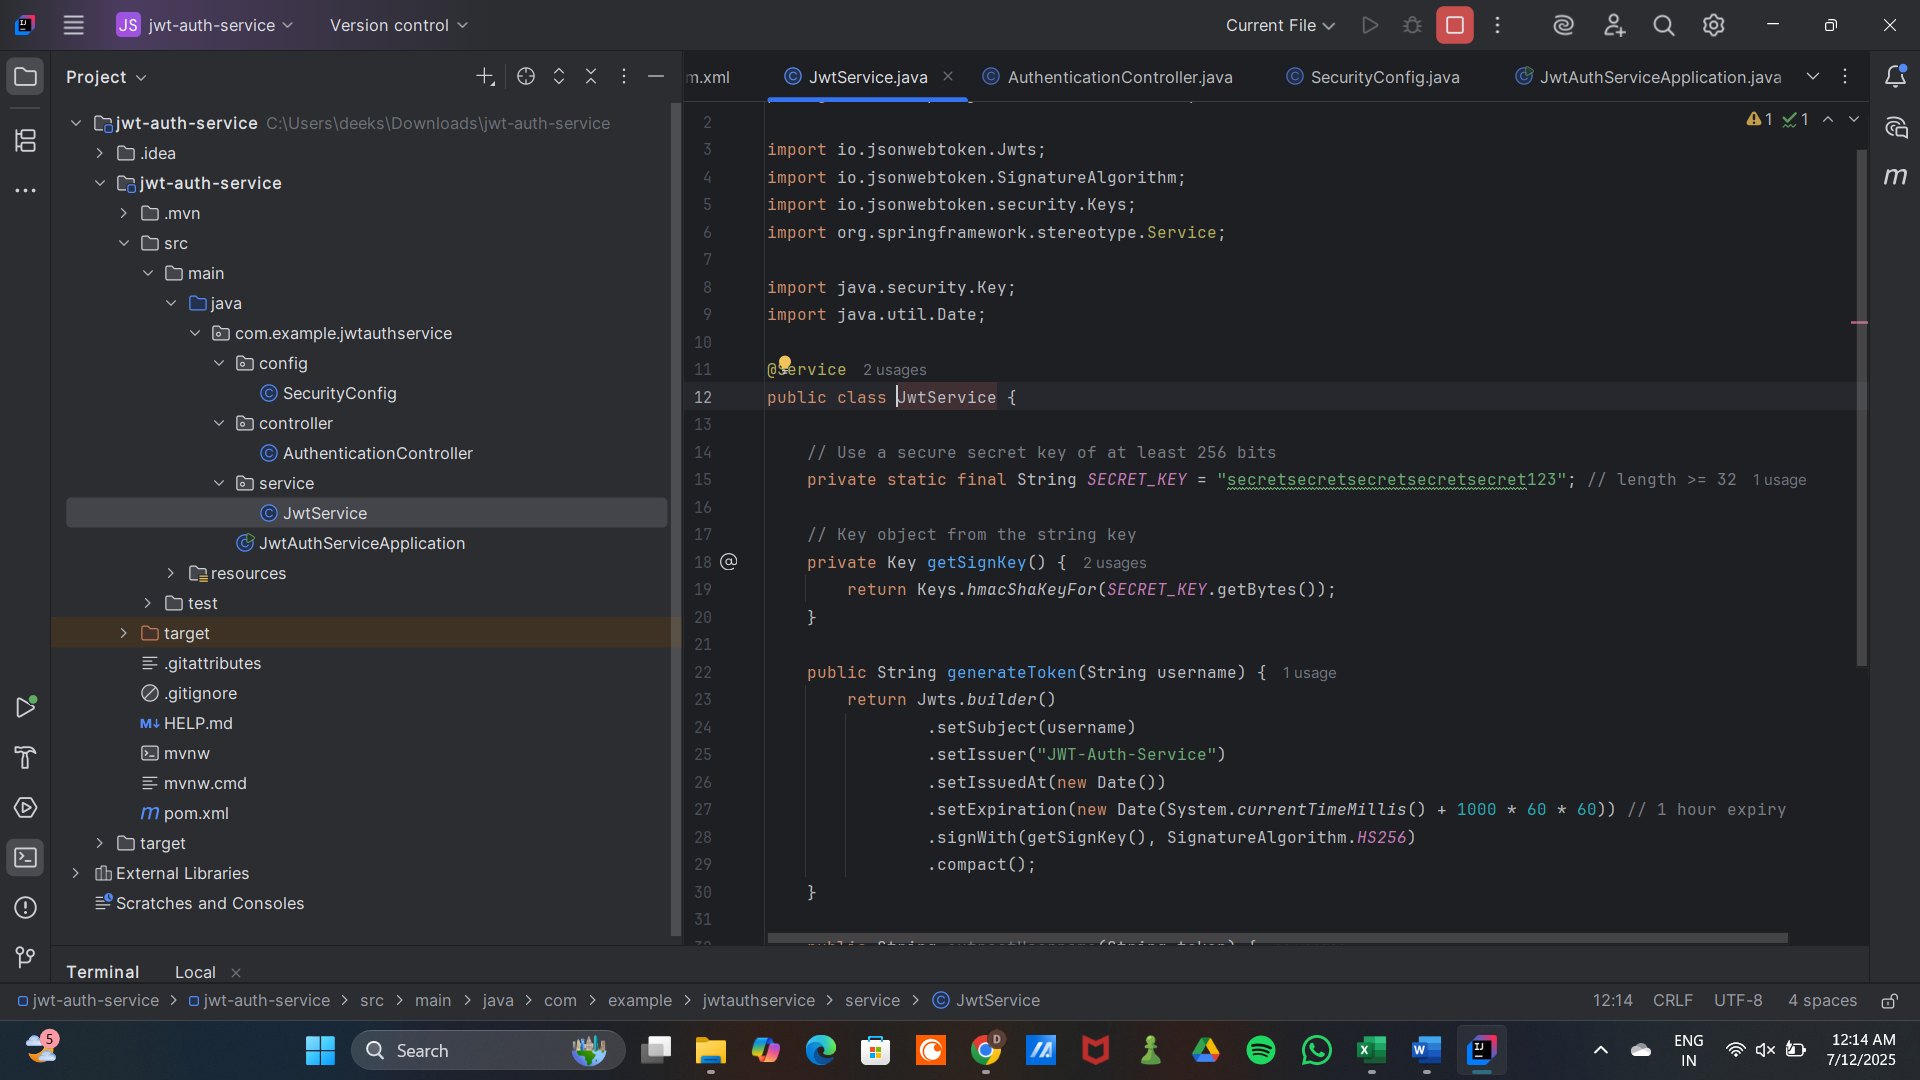 JS jwt-auth-service
Version control
Current File
Project
m.xml
JwtService.java
AuthenticationController.java
SecurityConfig.java
JwtAuthServiceApplication.java
jwt-auth-service C:\Users\deeks\Downloads\jwt-auth-service
.idea
jwt-auth-service
.mvn
src
main
java
com.example.jwtauthservice
config
SecurityConfig
controller
AuthenticationController
service
JwtService
JwtAuthServiceApplication
resources
test
target
.gitattributes
.gitignore
M↓ HELP.md
mvnw
mvnw.cmd
m pom.xml
target
External Libraries
Scratches and Consoles
1 1
2
3 import io.jsonwebtoken.Jwts;
4 import io.jsonwebtoken.SignatureAlgorithm;
5 import io.jsonwebtoken.security.Keys;
6 import org.springframework.stereotype.Service;
7
8 import java.security.Key;
9 import java.util.Date;
10
11 @Service 2 usages
12 public class JwtService {
13
14 // Use a secure secret key of at least 256 bits
15 private static final String SECRET_KEY = "secretsecretsecretsecretsecret123"; // length >= 32 1 usage
16
17 // Key object from the string key
18 @ private Key getSignKey() { 2 usages
19 return Keys.hmacShaKeyFor(SECRET_KEY.getBytes());
20 }
21
22 public String generateToken(String username) { 1 usage
23 return Jwts.builder()
24 .setSubject(username)
25 .setIssuer("JWT-Auth-Service")
26 .setIssuedAt(new Date())
27 .setExpiration(new Date(System.currentTimeMillis() + 1000 * 60 * 60)) // 1 hour expiry
28 .signWith(getSignKey(), SignatureAlgorithm.HS256)
29 .compact();
30 }
31
32 public String extractUsername(String token) {
m
Terminal Local
jwt-auth-service > jwt-auth-service > src > main > java > com > example > jwtauthservice > service > JwtService
12:14 CRLF UTF-8 4 spaces
5
Search
D
ENG
IN
12:14 AM
7/12/2025